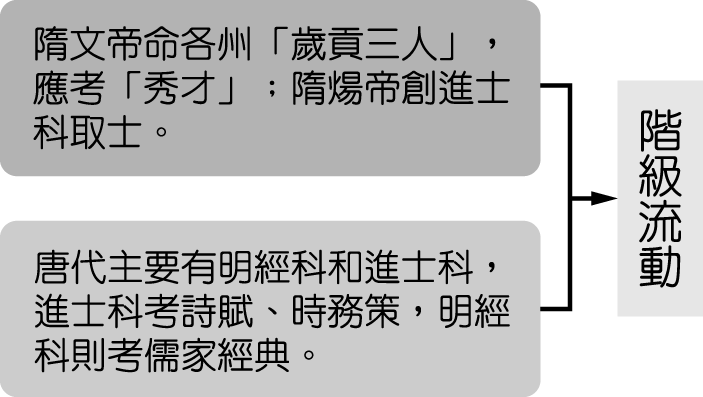 隋文帝命各州「歲貢三人」，
應考「秀才」；隋煬帝創進士
科取士。
唐代主要有明經科和進士科，
進士科考詩賦、時務策，明經
科則考儒家經典。
階級流動